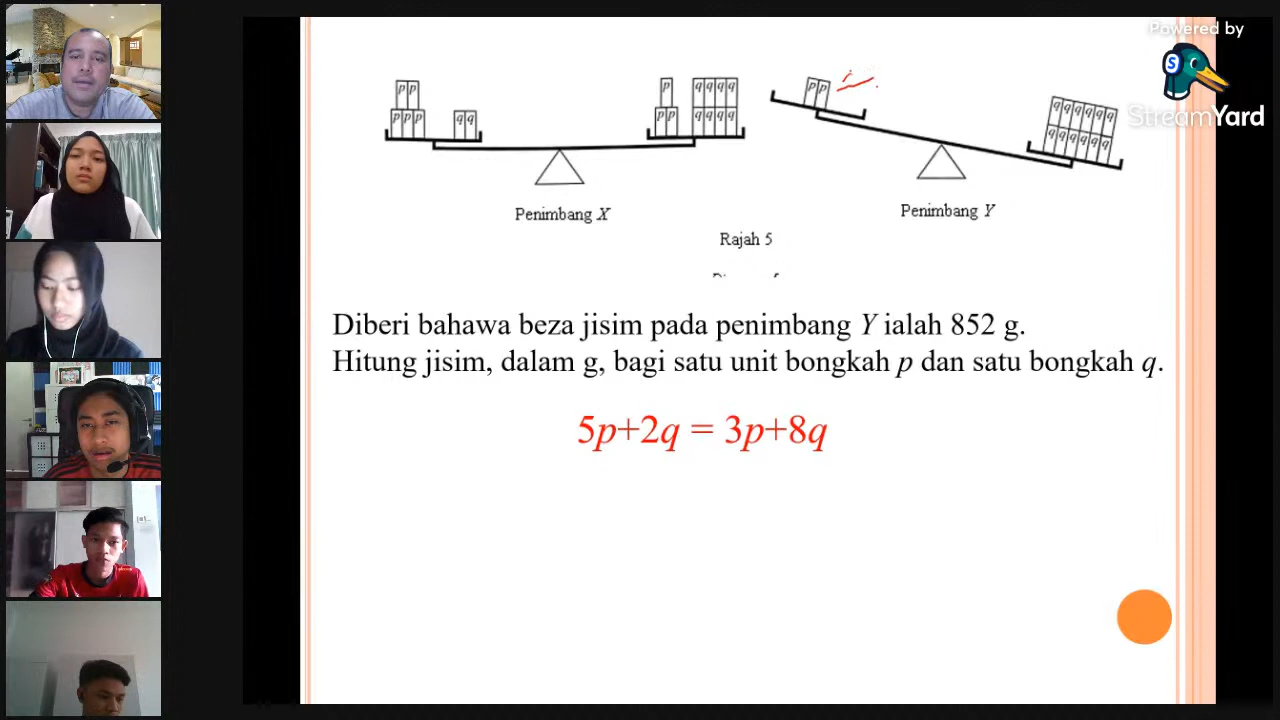 Powered by
S
StreamYard
p p
p p p q q
p q q q q
p p q q q q
p p
q q q q q q
q q q q q q
Penimbang X
Penimbang Y
Rajah 5
Diberi bahawa beza jisim pada penimbang Y ialah 852 g.
Hitung jisim, dalam g, bagi satu unit bongkah p dan satu bongkah q.
5p+2q = 3p+8q